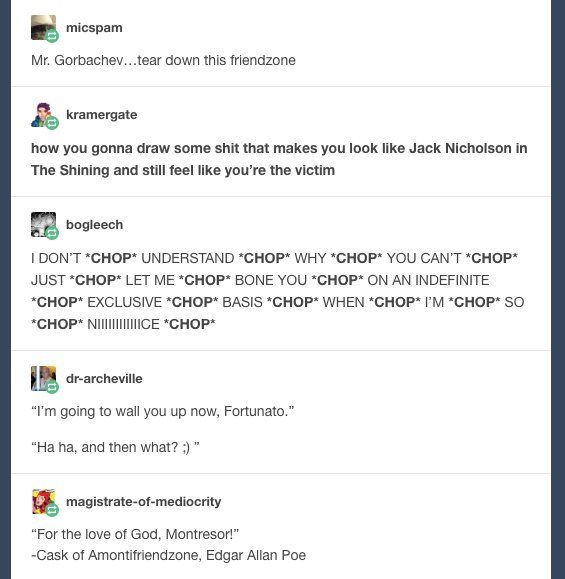 micspam
Mr. Gorbachev…tear down this friendzone
kramergate
how you gonna draw some shit that makes you look like Jack Nicholson in
The Shining and still feel like you’re the victim
bogleech
I DON’T *CHOP* UNDERSTAND *CHOP* WHY *CHOP* YOU CAN’T *CHOP*
JUST *CHOP* LET ME *CHOP* BONE YOU *CHOP* ON AN INDEFINITE
*CHOP* EXCLUSIVE *CHOP* BASIS *CHOP* WHEN *CHOP* I’M *CHOP* SO
*CHOP* NIIIIIIIIIIIICE *CHOP*
dr-archeville
“I’m going to wall you up now, Fortunato.”
“Ha ha, and then what? ;) ”
magistrate-of-mediocrity
“For the love of God, Montresor!”
-Cask of Amontifriendzone, Edgar Allan Poe